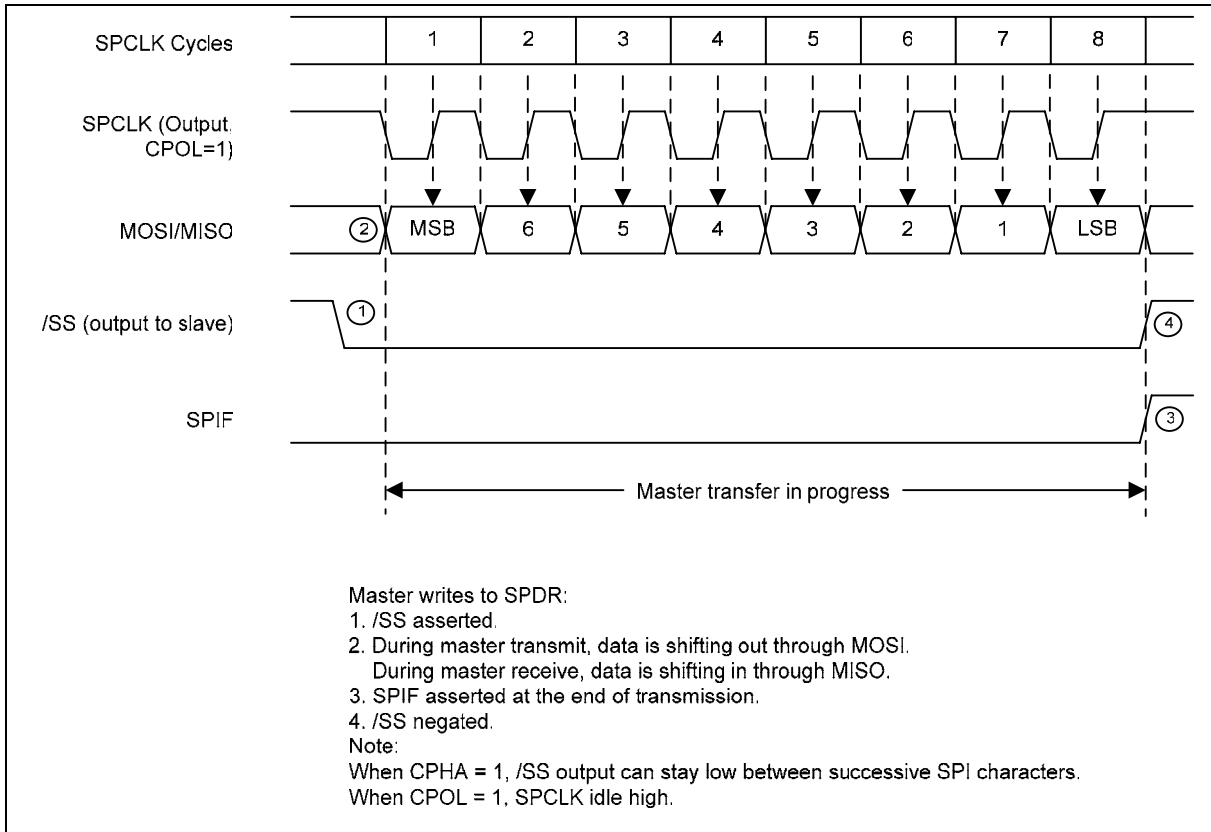 SPCLK Cycles 1 2 3 4 5 6 7 8
SPCLK (Output,
CPOL=1)
MOSI/MISO 2 MSB 6 5 4 3 2 1 LSB
/SS (output to slave) 1 4
SPIF 3
Master transfer in progress
Master writes to SPDR:
1. /SS asserted.
2. During master transmit, data is shifting out through MOSI.
During master receive, data is shifting in through MISO.
3. SPIF asserted at the end of transmission.
4. /SS negated.
Note:
When CPHA = 1, /SS output can stay low between successive SPI characters.
When CPOL = 1, SPCLK idle high.